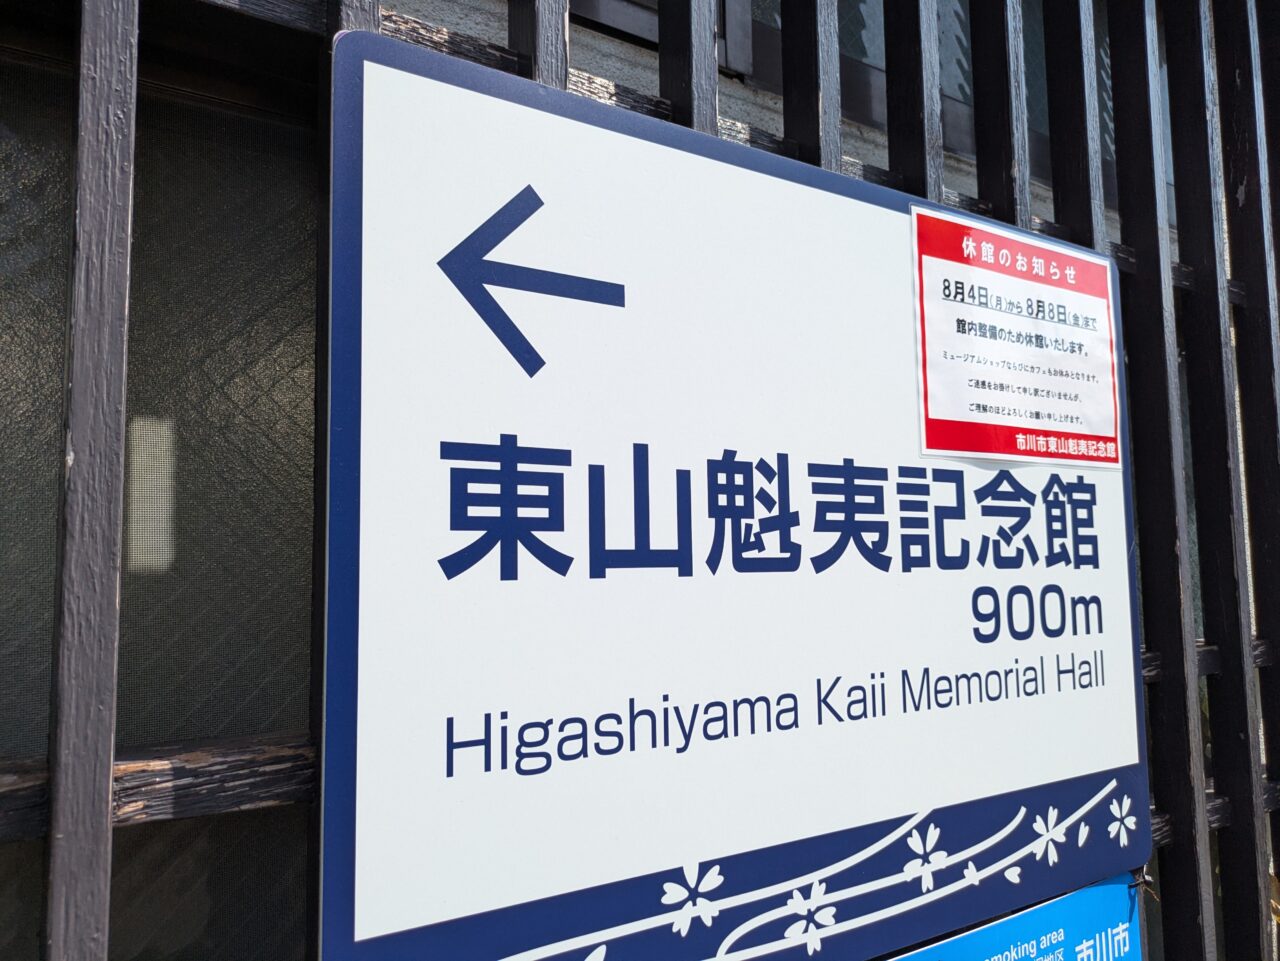 休館のお知らせ
8月4日(月)から8月8日(金)まで
館内整備のため休館いたします。
ミュージアムショップならびにカフェもお休みとなります。
ご迷惑をお掛けして申し訳ございませんが、
ご理解のほどよろしくお願い申し上げます。
市川市東山魁夷記念館
東山魁夷記念館
900m
Higashiyama Kaii Memorial Hall
smoking area
市川市